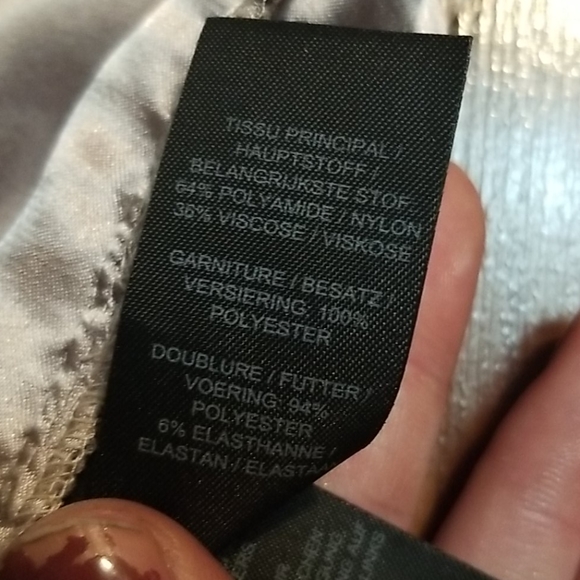 TISSU PRINCIPAL /
HAUPTSTOFF
BELANGRIJKSTE STOF
64% POLYAMIDE / NYLON
36% VISCOSE / VISKOSE
GARNITURE / BESATZ /
VERSIERING 100%
POLYESTER
DOUBLURE / FUTTER /
VOERING 94%
POLYESTER
6% ELASTHANNE /
ELASTAN / ELASTAAN